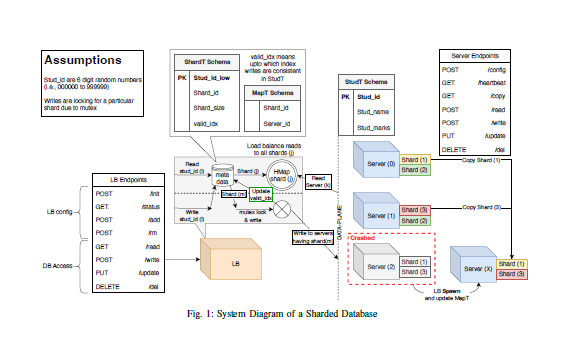 Assumptions
Stud_id are 6 digit random numbers
(i.e., 000000 to 999999)
Writes are locking for a particular
shard due to mutex
ShardT Schema
PK Stud_id_low
Shard_id
Shard_size
valid_idx
valid_idx means
upto which index
writes are consistent
in StudT
MapT Schema
Shard_id
Server_id
StudT Schema
PK Stud_id
Stud_name
Stud_marks
Server Endpoints
POST /config
GET. /heartbeat
GET /copy
POST /read
POST /write
PUT /update
DELETE /del
Load balance reads
to all shards (j)
Read
stud_id (i)
meta
data
Shard (j)
HMap
shard (j)
Read
Server (k)
Shard (m)
Update
valid_idx
Write
stud_id (i)
mutex lock
& write
Write to servers
having shard(m)
DATA-PLANE
LB Endpoints
LB config
POST /init
GET. /status
POST /add
POST /rm
DB Access
GET /read
POST /write
PUT /update
DELETE /del
LB
Server (0)
Shard (1)
Shard (2)
Copy Shard (1)
Server (1)
Shard (3)
Shard (2)
Copy Shard (3)
Crashed
Server (2)
Shard (1)
Shard (3)
Server (X)
Shard (1)
Shard (3)
LB Spawn
and update MapT
Fig. 1: System Diagram of a Sharded Database